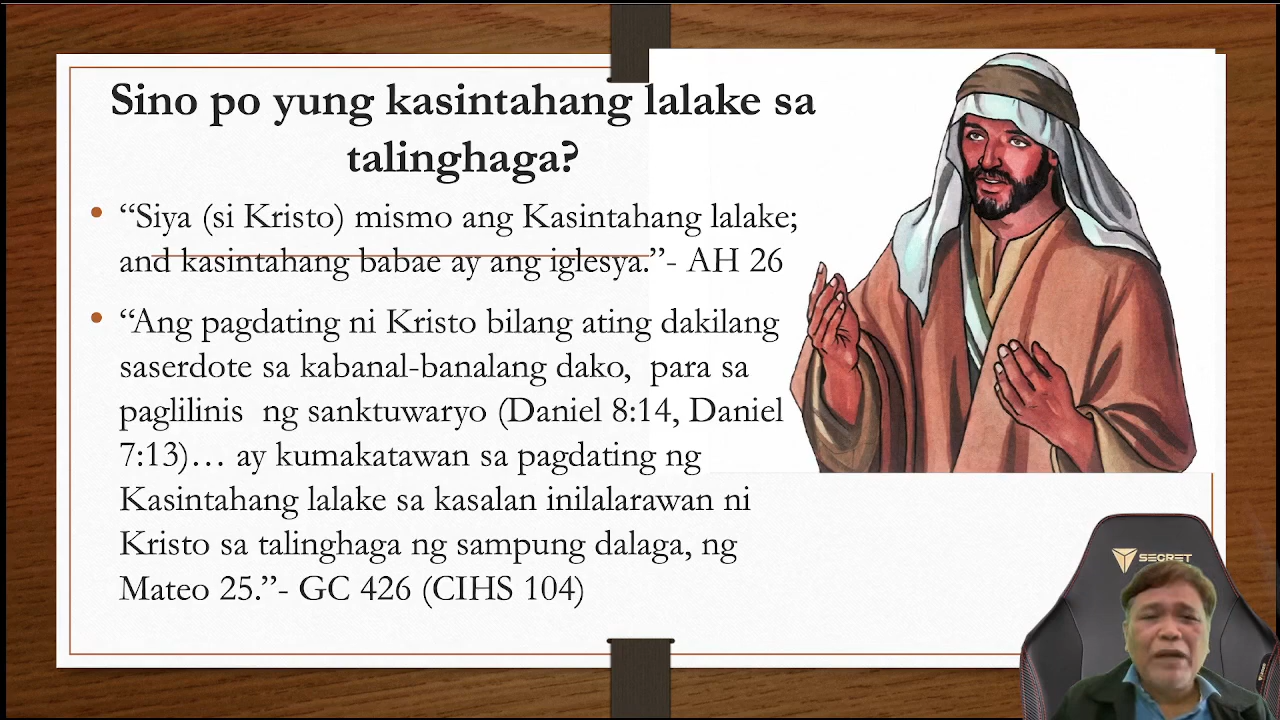 Sino po yung kasintahang lalake sa
talinghaga?
• “Siya (si Kristo) mismo ang Kasintahang lalake;
and kasintahang babae ay ang iglesya.”- AH 26
• “Ang pagdating ni Kristo bilang ating dakilang
saserdote sa kabanal-banalang dako, para sa
paglilinis ng sanktuwaryo (Daniel 8:14, Daniel
7:13)… ay kumakatawan sa pagdating ng
Kasintahang lalake sa kasalan inilalarawan ni
Kristo sa talinghaga ng sampung dalaga, ng
Mateo 25.”- GC 426 (CIHS 104)
SECRET